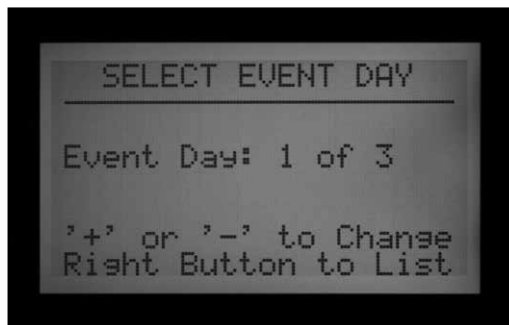 SELECT EVENT DAY
Event Day: 1 of 3
'+' or '-' to Change
Right Button to List